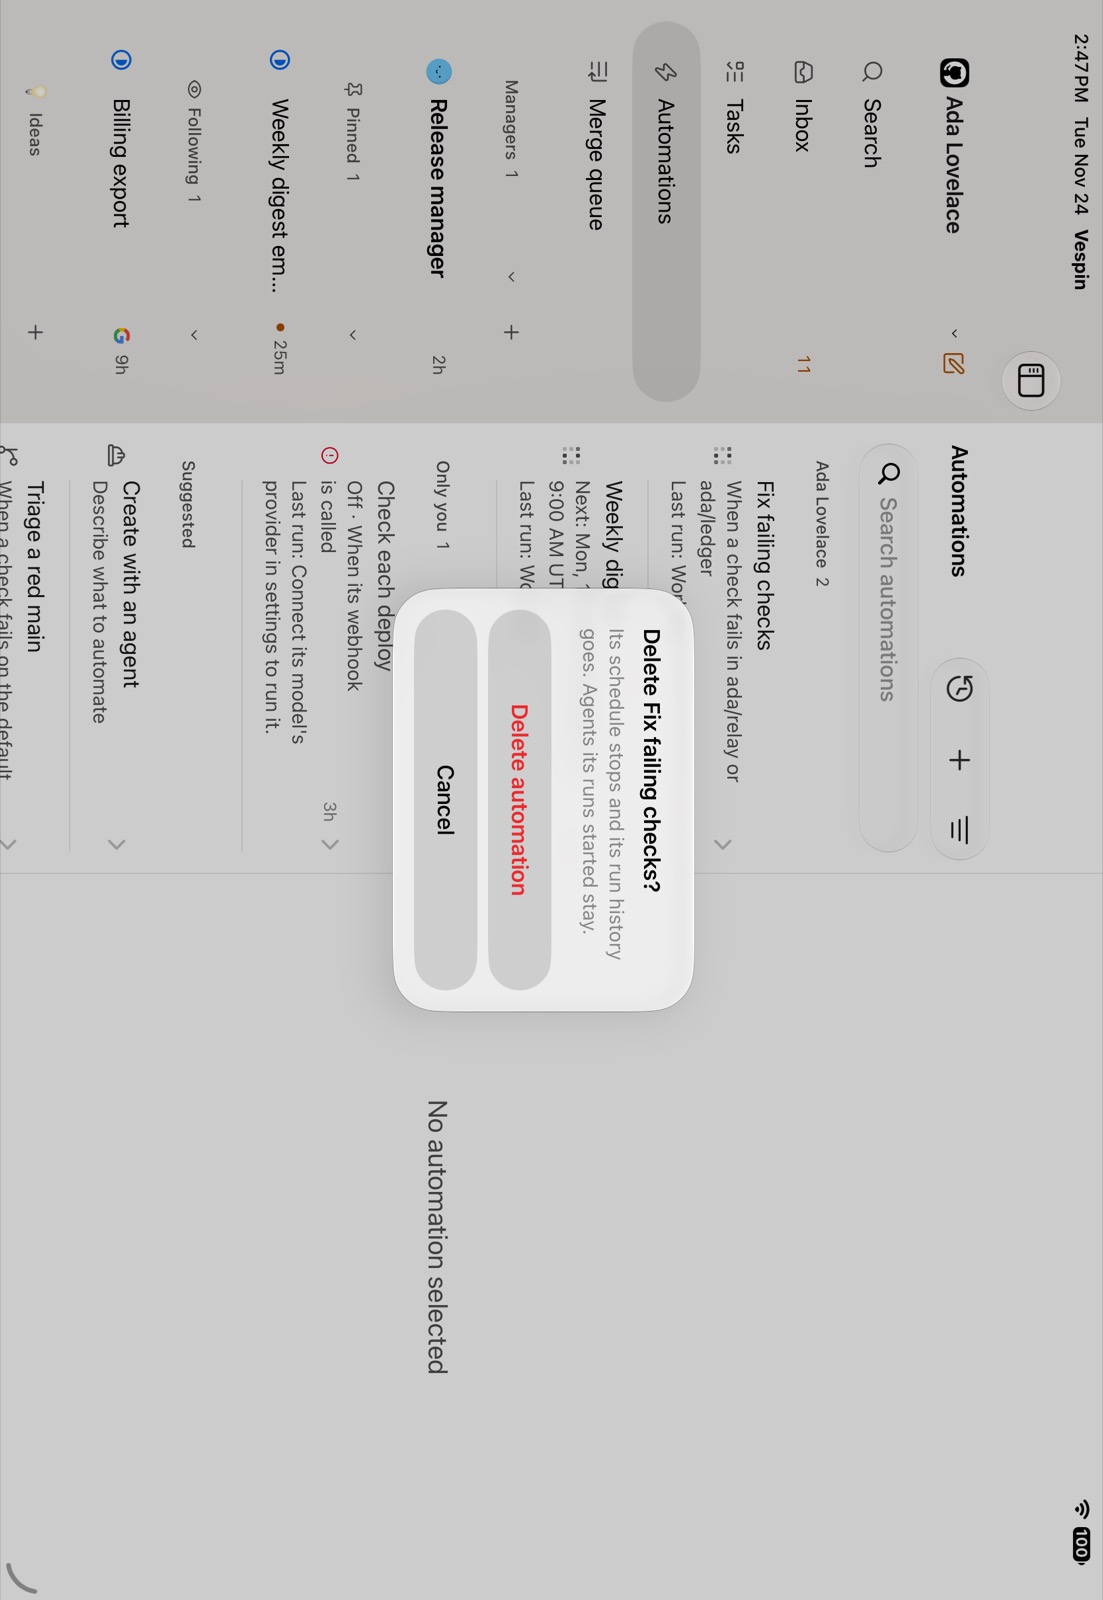 2:47 PM Tue Nov 24 Vespin
100
Ada Lovelace
Search
Inbox 11
Tasks
Automations
Merge queue
Managers 1
Release manager 2h
Pinned 1
Weekly digest em... 25m
Following 1
Billing export 9h
Ideas
Automations
Search automations
Ada Lovelace 2
Fix failing checks
When a check fails in ada/relay or
ada/ledger
Last run: Wor
Weekly dig
Next: Mon,
9:00 AM UT
Last run: Wo
Only you 1
Check each deploy
Off · When its webhook
is called
3h
Last run: Connect its model's
provider in settings to run it.
Suggested
Create with an agent
Describe what to automate
Triage a red main
When a check fails on the default
Delete Fix failing checks?
Its schedule stops and its run history
goes. Agents its runs started stay.
Delete automation
Cancel
No automation selected